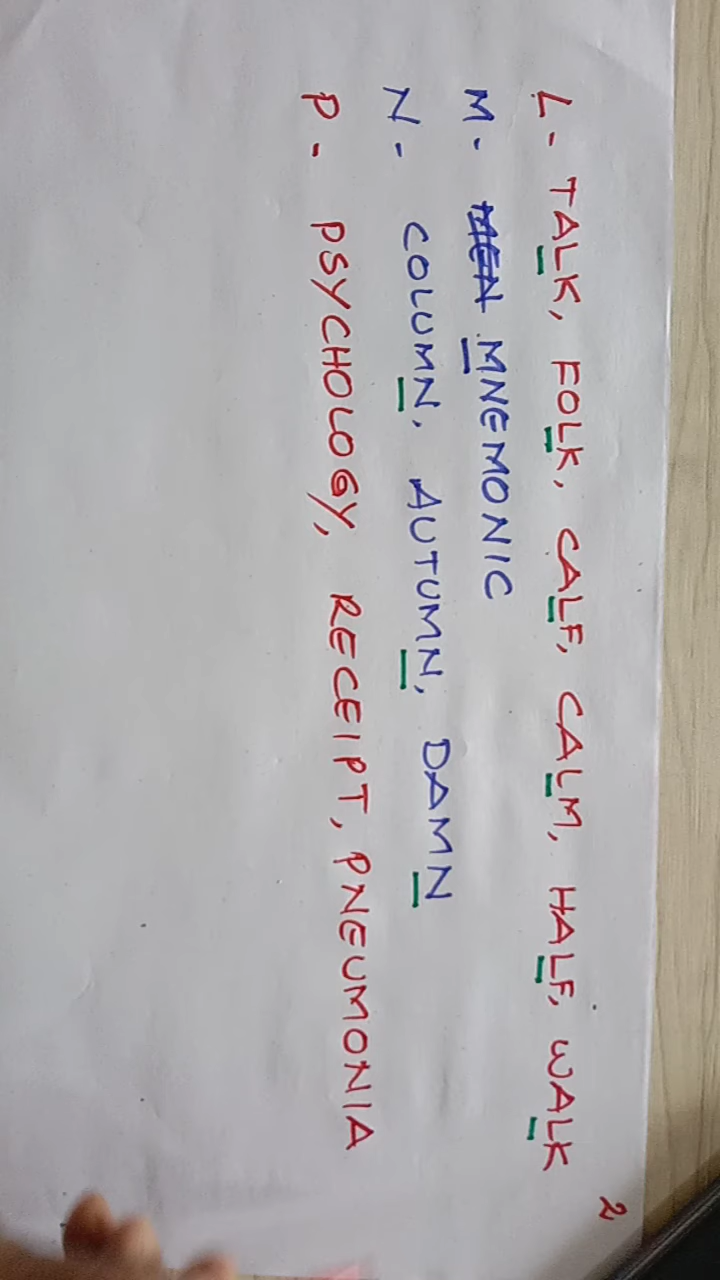 2
L- TALK, FOLK, CALF, CALM, HALF, WALK
M- MNEMONIC
N- COLUMN, AUTUMN, DAMN
P- PSYCHOLOGY, RECEIPT, PNEUMONIA